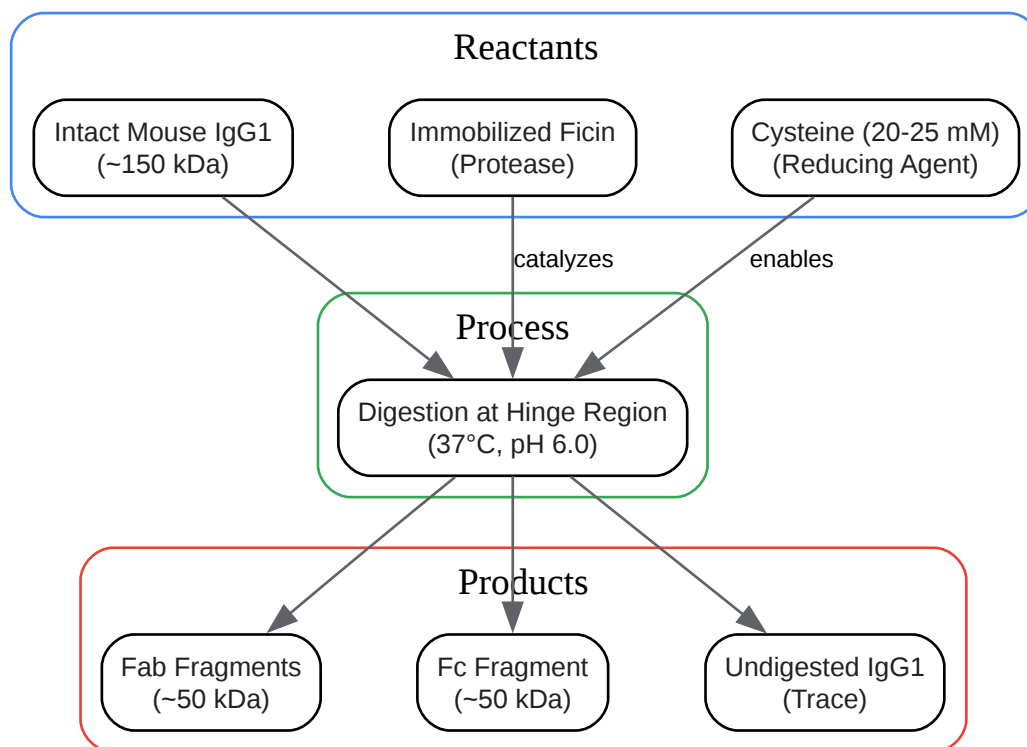 Reactants
Intact Mouse IgG1
(~150 kDa)
Immobilized Ficin
(Protease)
Cysteine (20-25 mM)
(Reducing Agent)
catalyzes
enables
Process
Digestion at Hinge Region
(37°C, pH 6.0)
Products
Fab Fragments
(~50 kDa)
Fc Fragment
(~50 kDa)
Undigested IgG1
(Trace)